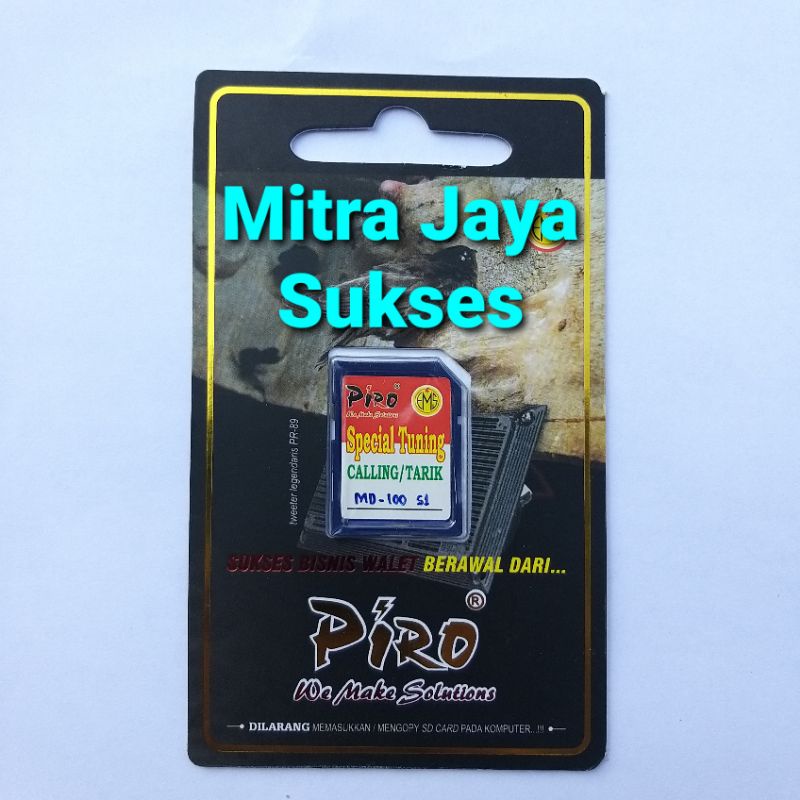 Mitra Jaya
Sukses
PiRO ®
We Make Solutions
EMS
Special Tuning
CALLING/TARIK
MD-100 S1
tweeter legendaris PR-89
SUKSES BISNIS WALET BERAWAL DARI...
PiRO ®
We Make Solutions
DILARANG MEMASUKKAN / MENGOPY SD CARD PADA KOMPUTER...!!!